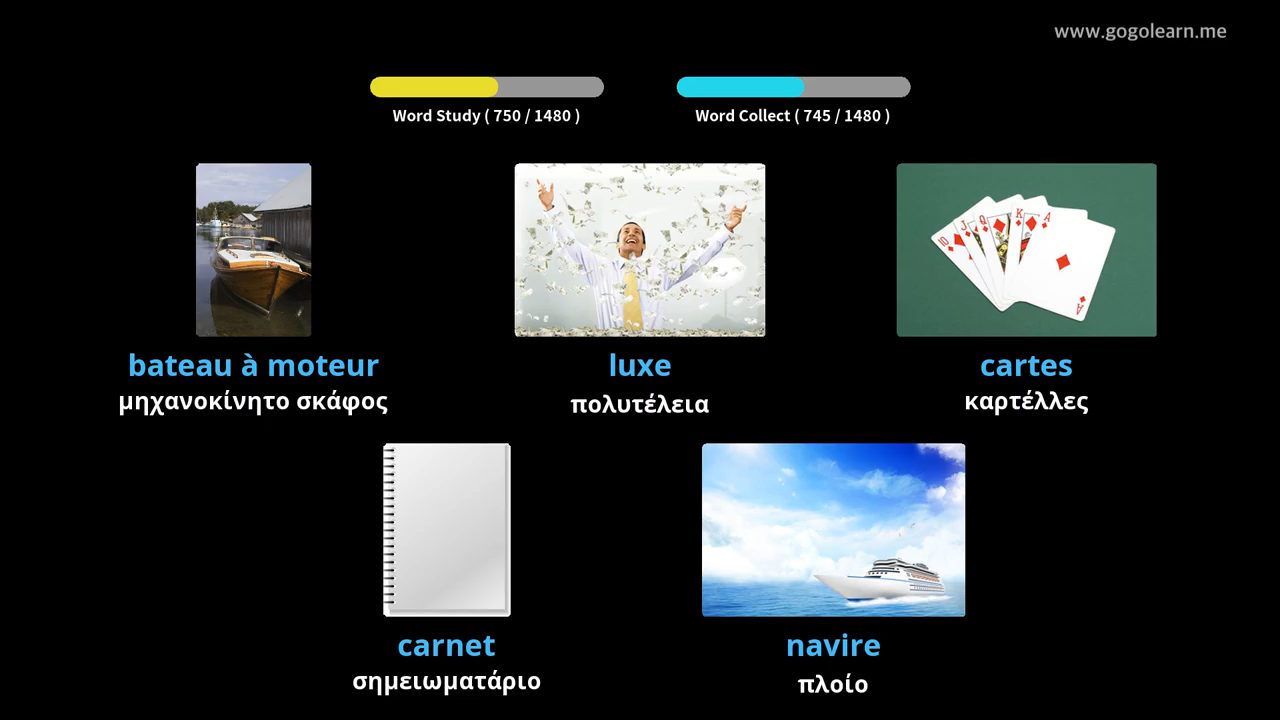 www.gogolearn.me
Word Study ( 750 / 1480 )
Word Collect ( 745 / 1480 )
bateau à moteur
μηχανοκίνητο σκάφος
luxe
πολυτέλεια
cartes
καρτέλλες
carnet
σημειωματάριο
navire
πλοίο